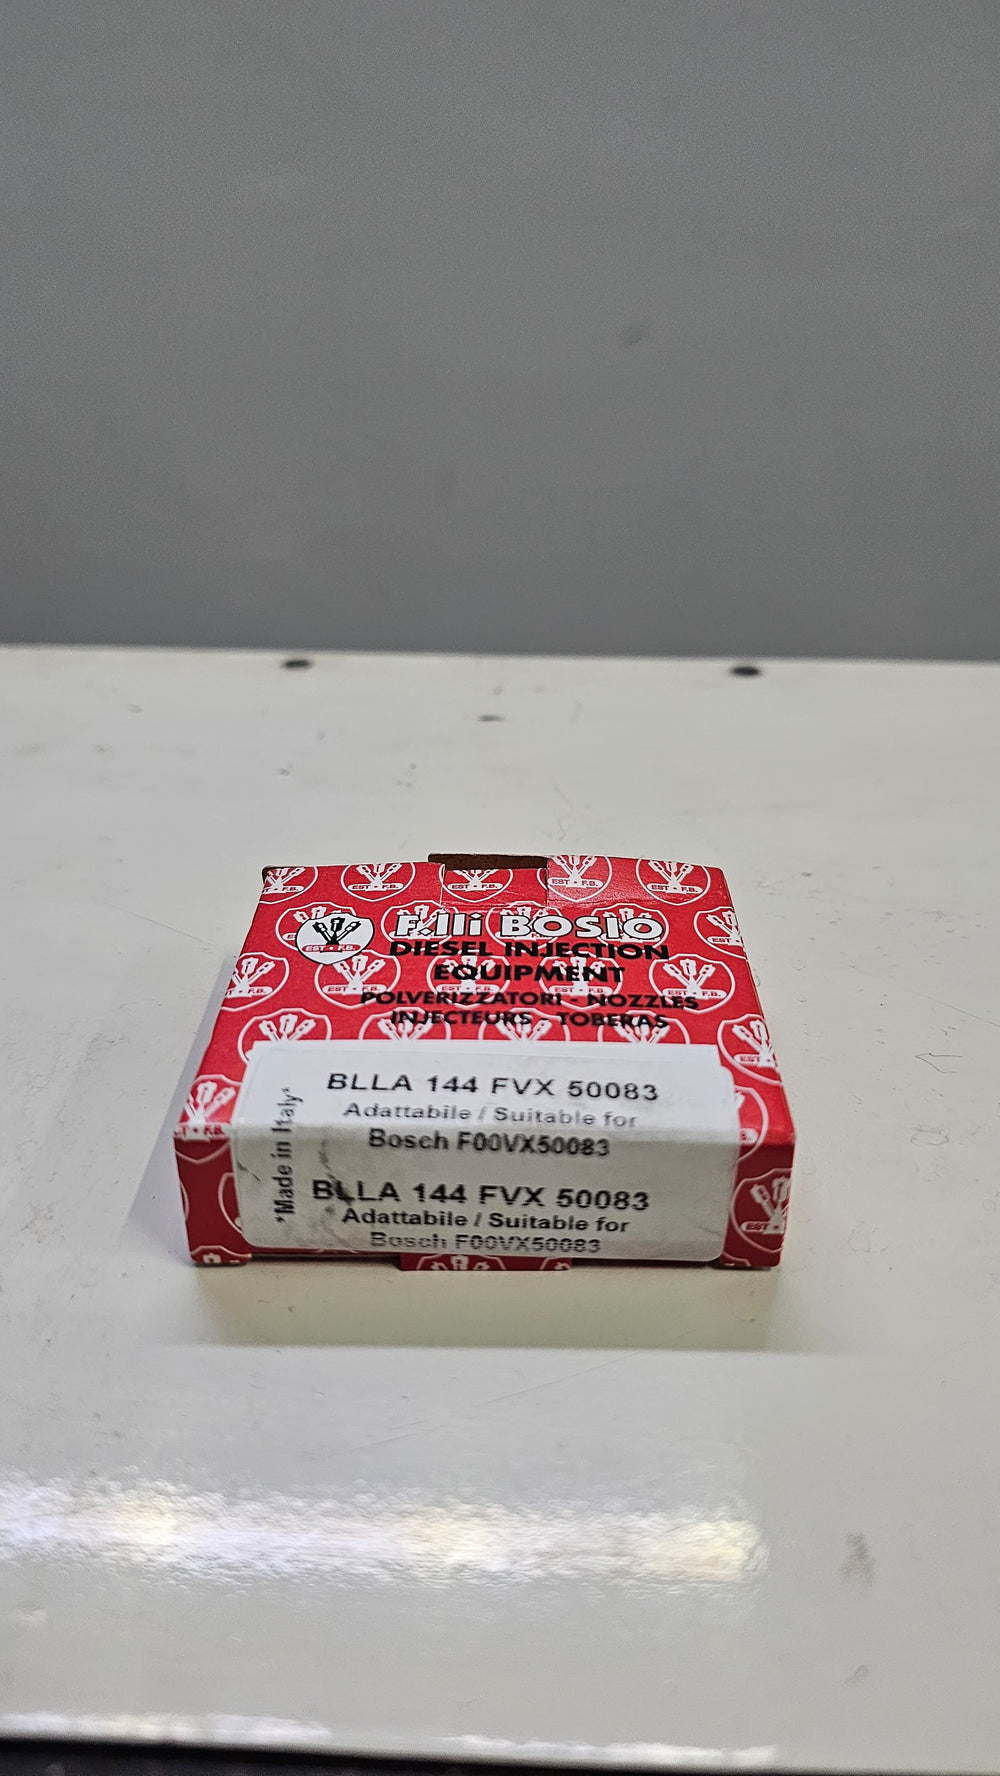 F.lli BOSIO
DIESEL INJECTION
EQUIPMENT
POLVERIZZATORI - NOZZLES
INJECTEURS - TOBERAS
EST • F.B.
*Made in Italy*
BLLA 144 FVX 50083
Adattabile / Suitable for
Bosch F00VX50083
BLLA 144 FVX 50083
Adattabile / Suitable for
Bosch F00VX50083